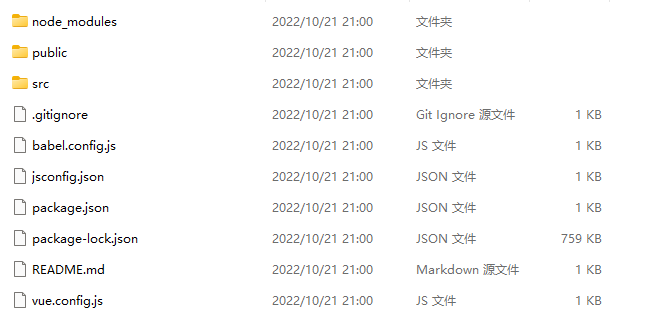 node_modules 2022/10/21 21:00 文件夹
public 2022/10/21 21:00 文件夹
src 2022/10/21 21:00 文件夹
.gitignore 2022/10/21 21:00 Git Ignore 源文件 1 KB
babel.config.js 2022/10/21 21:00 JS 文件 1 KB
jsconfig.json 2022/10/21 21:00 JSON 文件 1 KB
package.json 2022/10/21 21:00 JSON 文件 1 KB
package-lock.json 2022/10/21 21:00 JSON 文件 759 KB
README.md 2022/10/21 21:00 Markdown 源文件 1 KB
vue.config.js 2022/10/21 21:00 JS 文件 1 KB